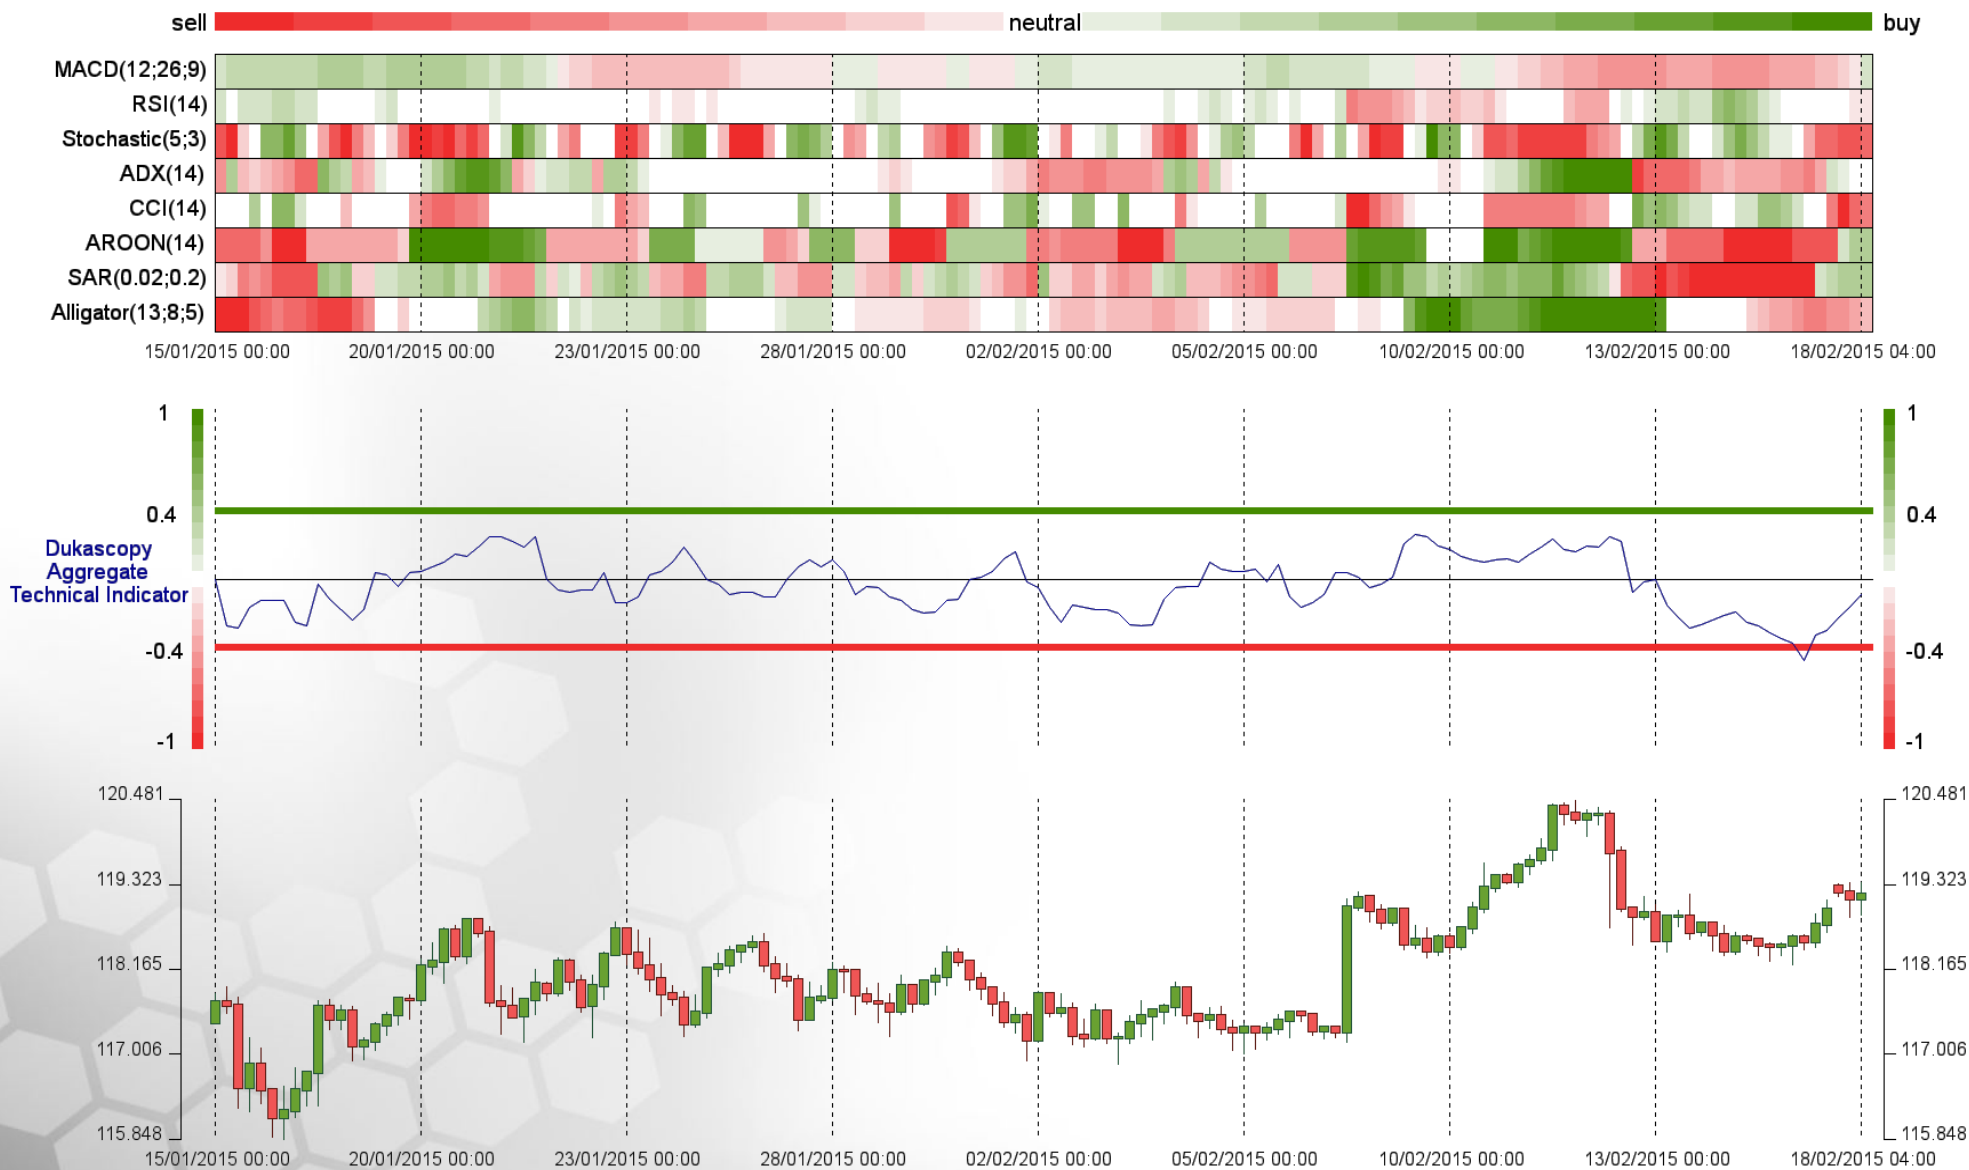 sell neutral buy
MACD(12;26;9)
RSI(14)
Stochastic(5;3)
ADX(14)
CCI(14)
AROON(14)
SAR(0.02;0.2)
Alligator(13;8;5)
15/01/2015 00:00 20/01/2015 00:00 23/01/2015 00:00 28/01/2015 00:00 02/02/2015 00:00 05/02/2015 00:00 10/02/2015 00:00 13/02/2015 00:00 18/02/2015 04:00
1 1
0.4 0.4
Dukascopy
Aggregate
Technical Indicator
-0.4 -0.4
-1 -1
120.481 120.481
119.323 119.323
118.165 118.165
117.006 117.006
115.848 115.848
15/01/2015 00:00 20/01/2015 00:00 23/01/2015 00:00 28/01/2015 00:00 02/02/2015 00:00 05/02/2015 00:00 10/02/2015 00:00 13/02/2015 00:00 18/02/2015 04:00